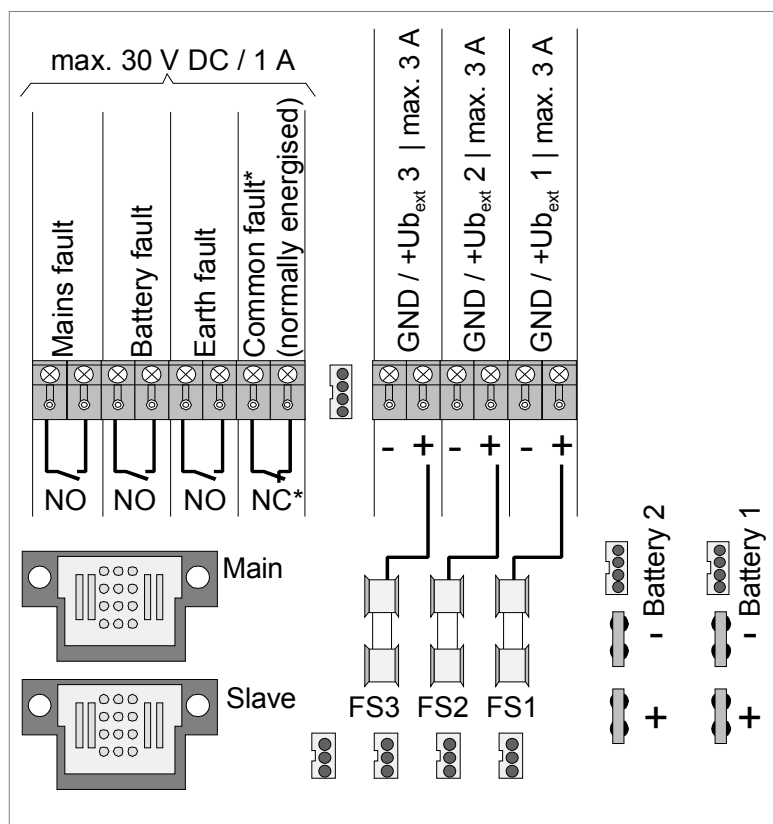 max. 30 V DC / 1 A
Mains fault
Battery fault
Earth fault
Common fault*
(normally energised)
GND / +Ubext 3 | max. 3 A
GND / +Ubext 2 | max. 3 A
GND / +Ubext 1 | max. 3 A
- + - + - +
NO NO NO NC*
Main
Slave
FS3 FS2 FS1
Battery 2
- +
Battery 1
- +